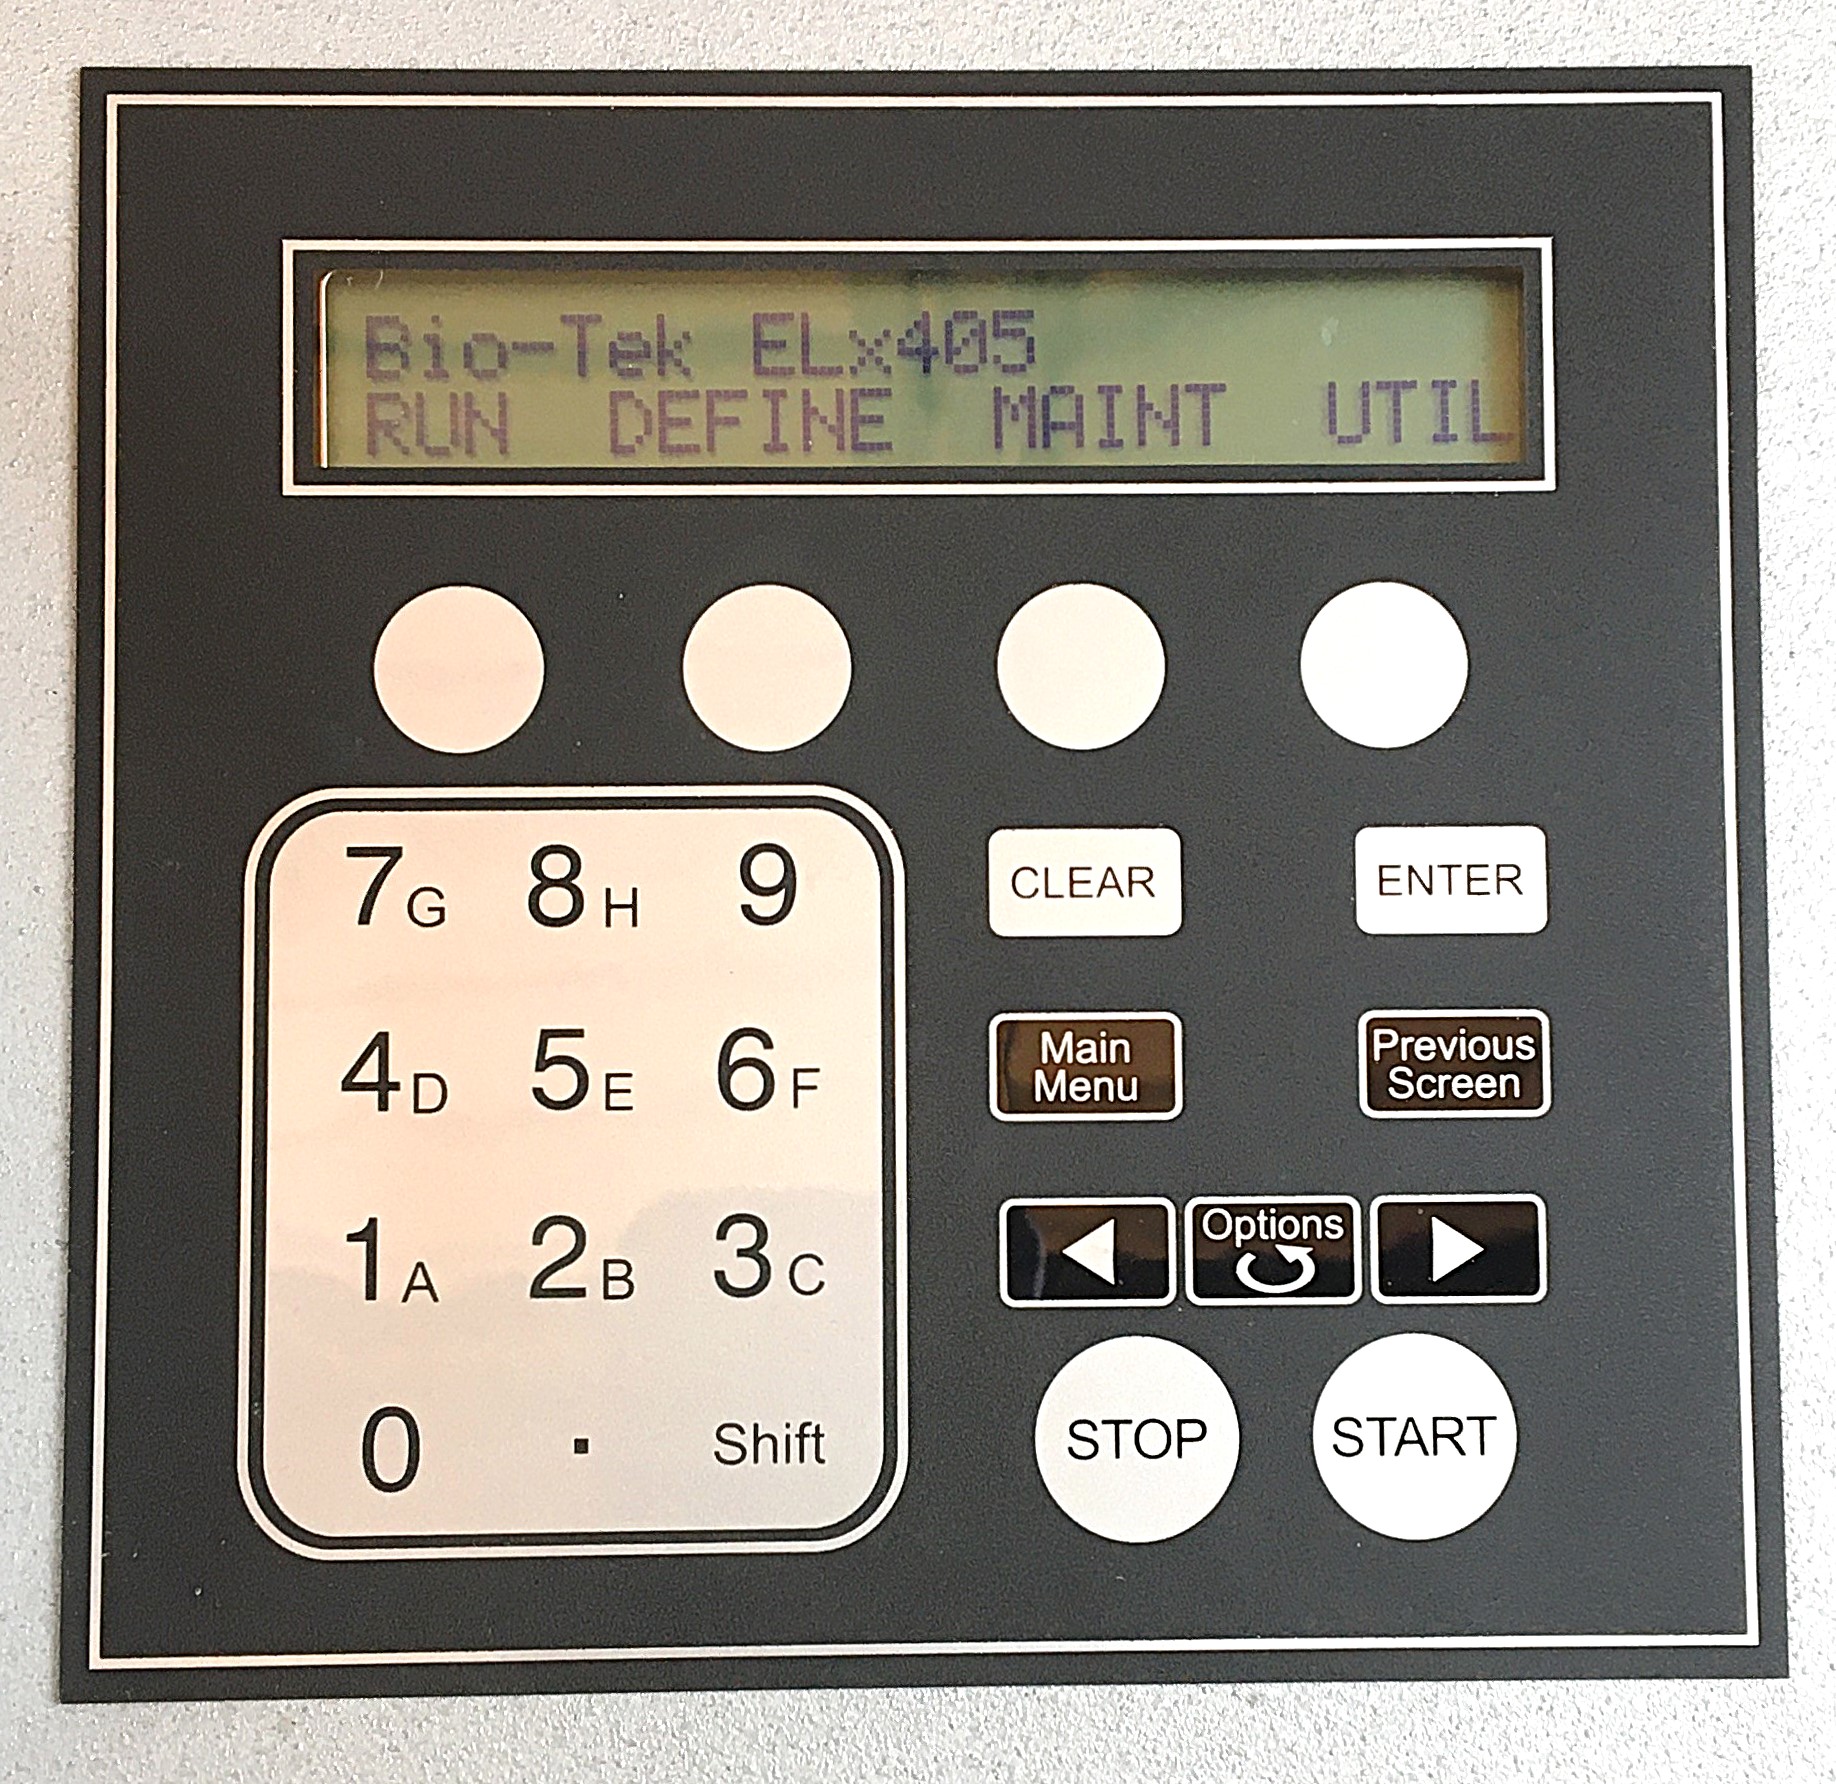 Bio-Tek ELx405
RUN DEFINE MAINT UTIL
7G 8H 9
CLEAR ENTER
4D 5E 6F
Main Menu
Previous Screen
1A 2B 3C
Options
0 . Shift
STOP START